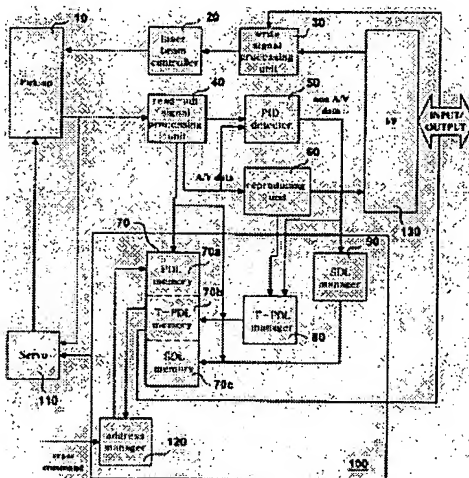 10
20
30
Pickup
laser
beam
controller
write
signal
processing
unit
40
50
read-out
signal
processing
unit
PID
detector
non A/V
data
I/F
INPUT/
OUTPUT
60
A/V data
reproducing
unit
130
70
90
70a
PDL
memory
70b
SDL
manager
T-PDL
memory
T-PDL
manager
80
SDL
memory
70c
Servo
110
address
manager
120
command
100